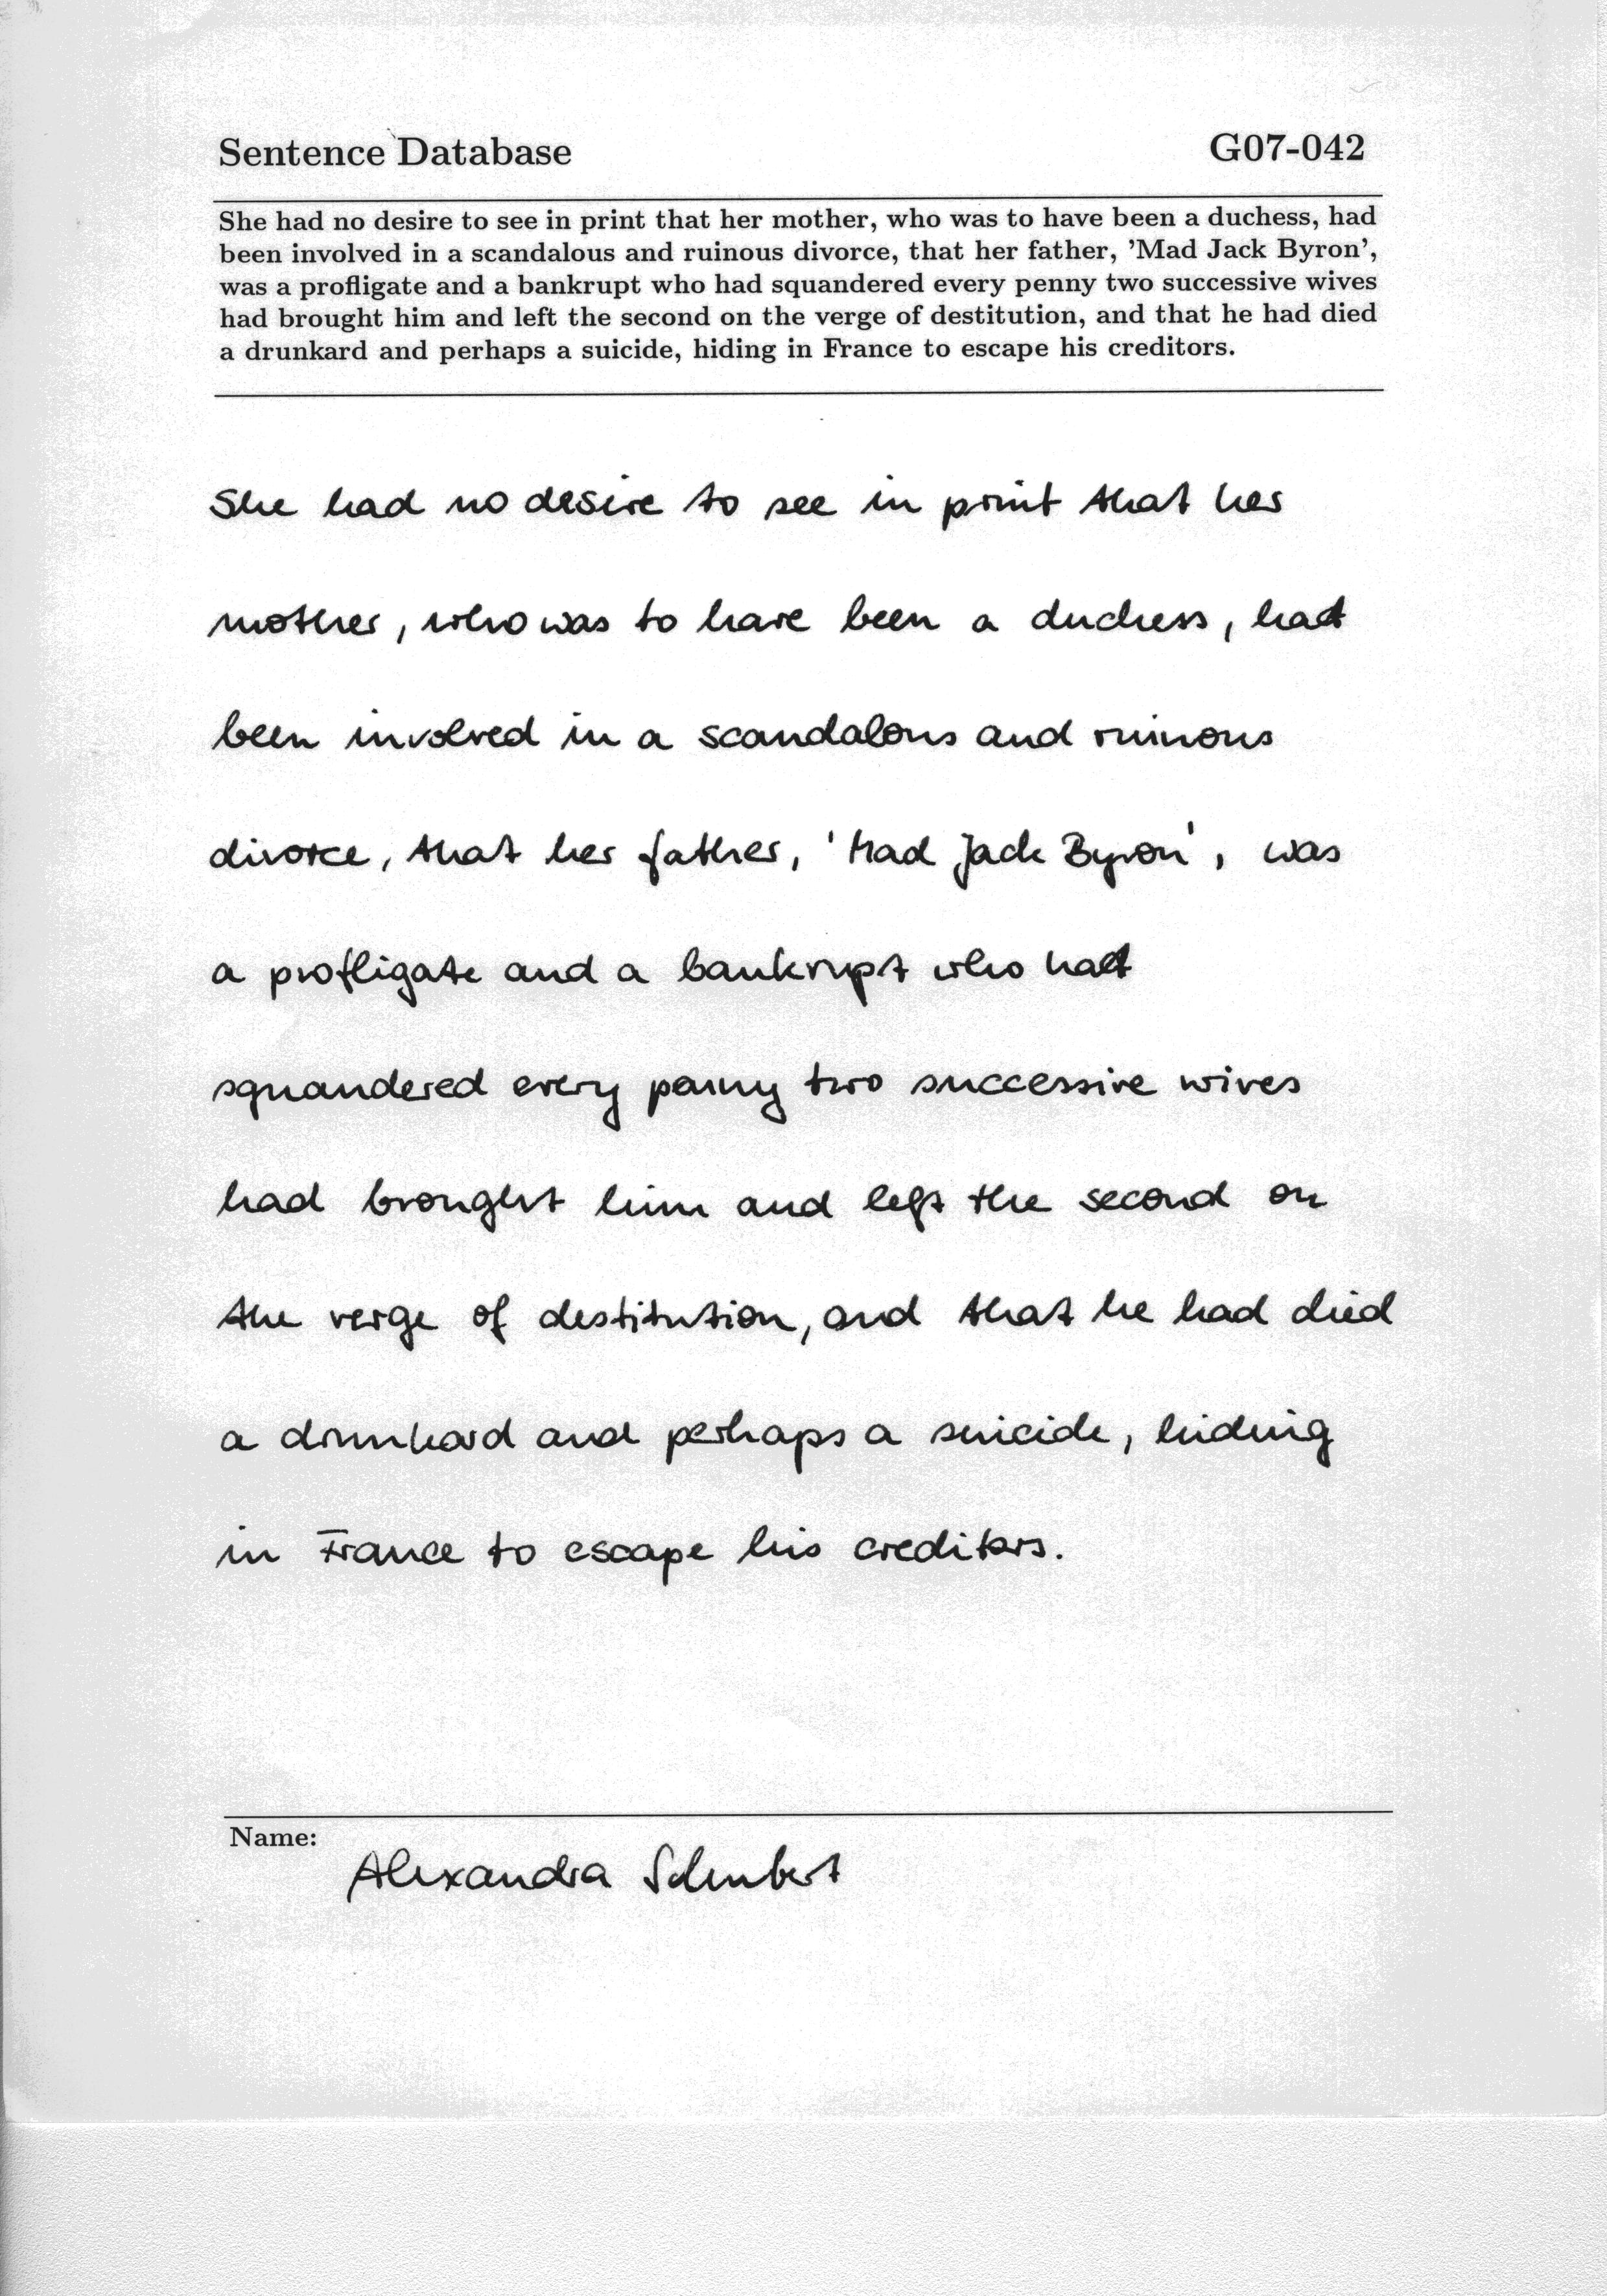 Sentence Database G07-042
She had no desire to see in print that her mother, who was to have been a duchess, had
been involved in a scandalous and ruinous divorce, that her father, 'Mad Jack Byron',
was a profligate and a bankrupt who had squandered every penny two successive wives
had brought him and left the second on the verge of destitution, and that he had died
a drunkard and perhaps a suicide, hiding in France to escape his creditors.
She had no desire to see in print that her
mother, who was to have been a duchess, had
been involved in a scandalous and ruinous
divorce, that her father, 'Mad Jack Byron', was
a profligate and a bankrupt who had
squandered every penny two successive wives
had brought him and left the second on
the verge of destitution, and that he had died
a drunkard and perhaps a suicide, hiding
in France to escape his creditors.
Name:
Alexandra Schubert